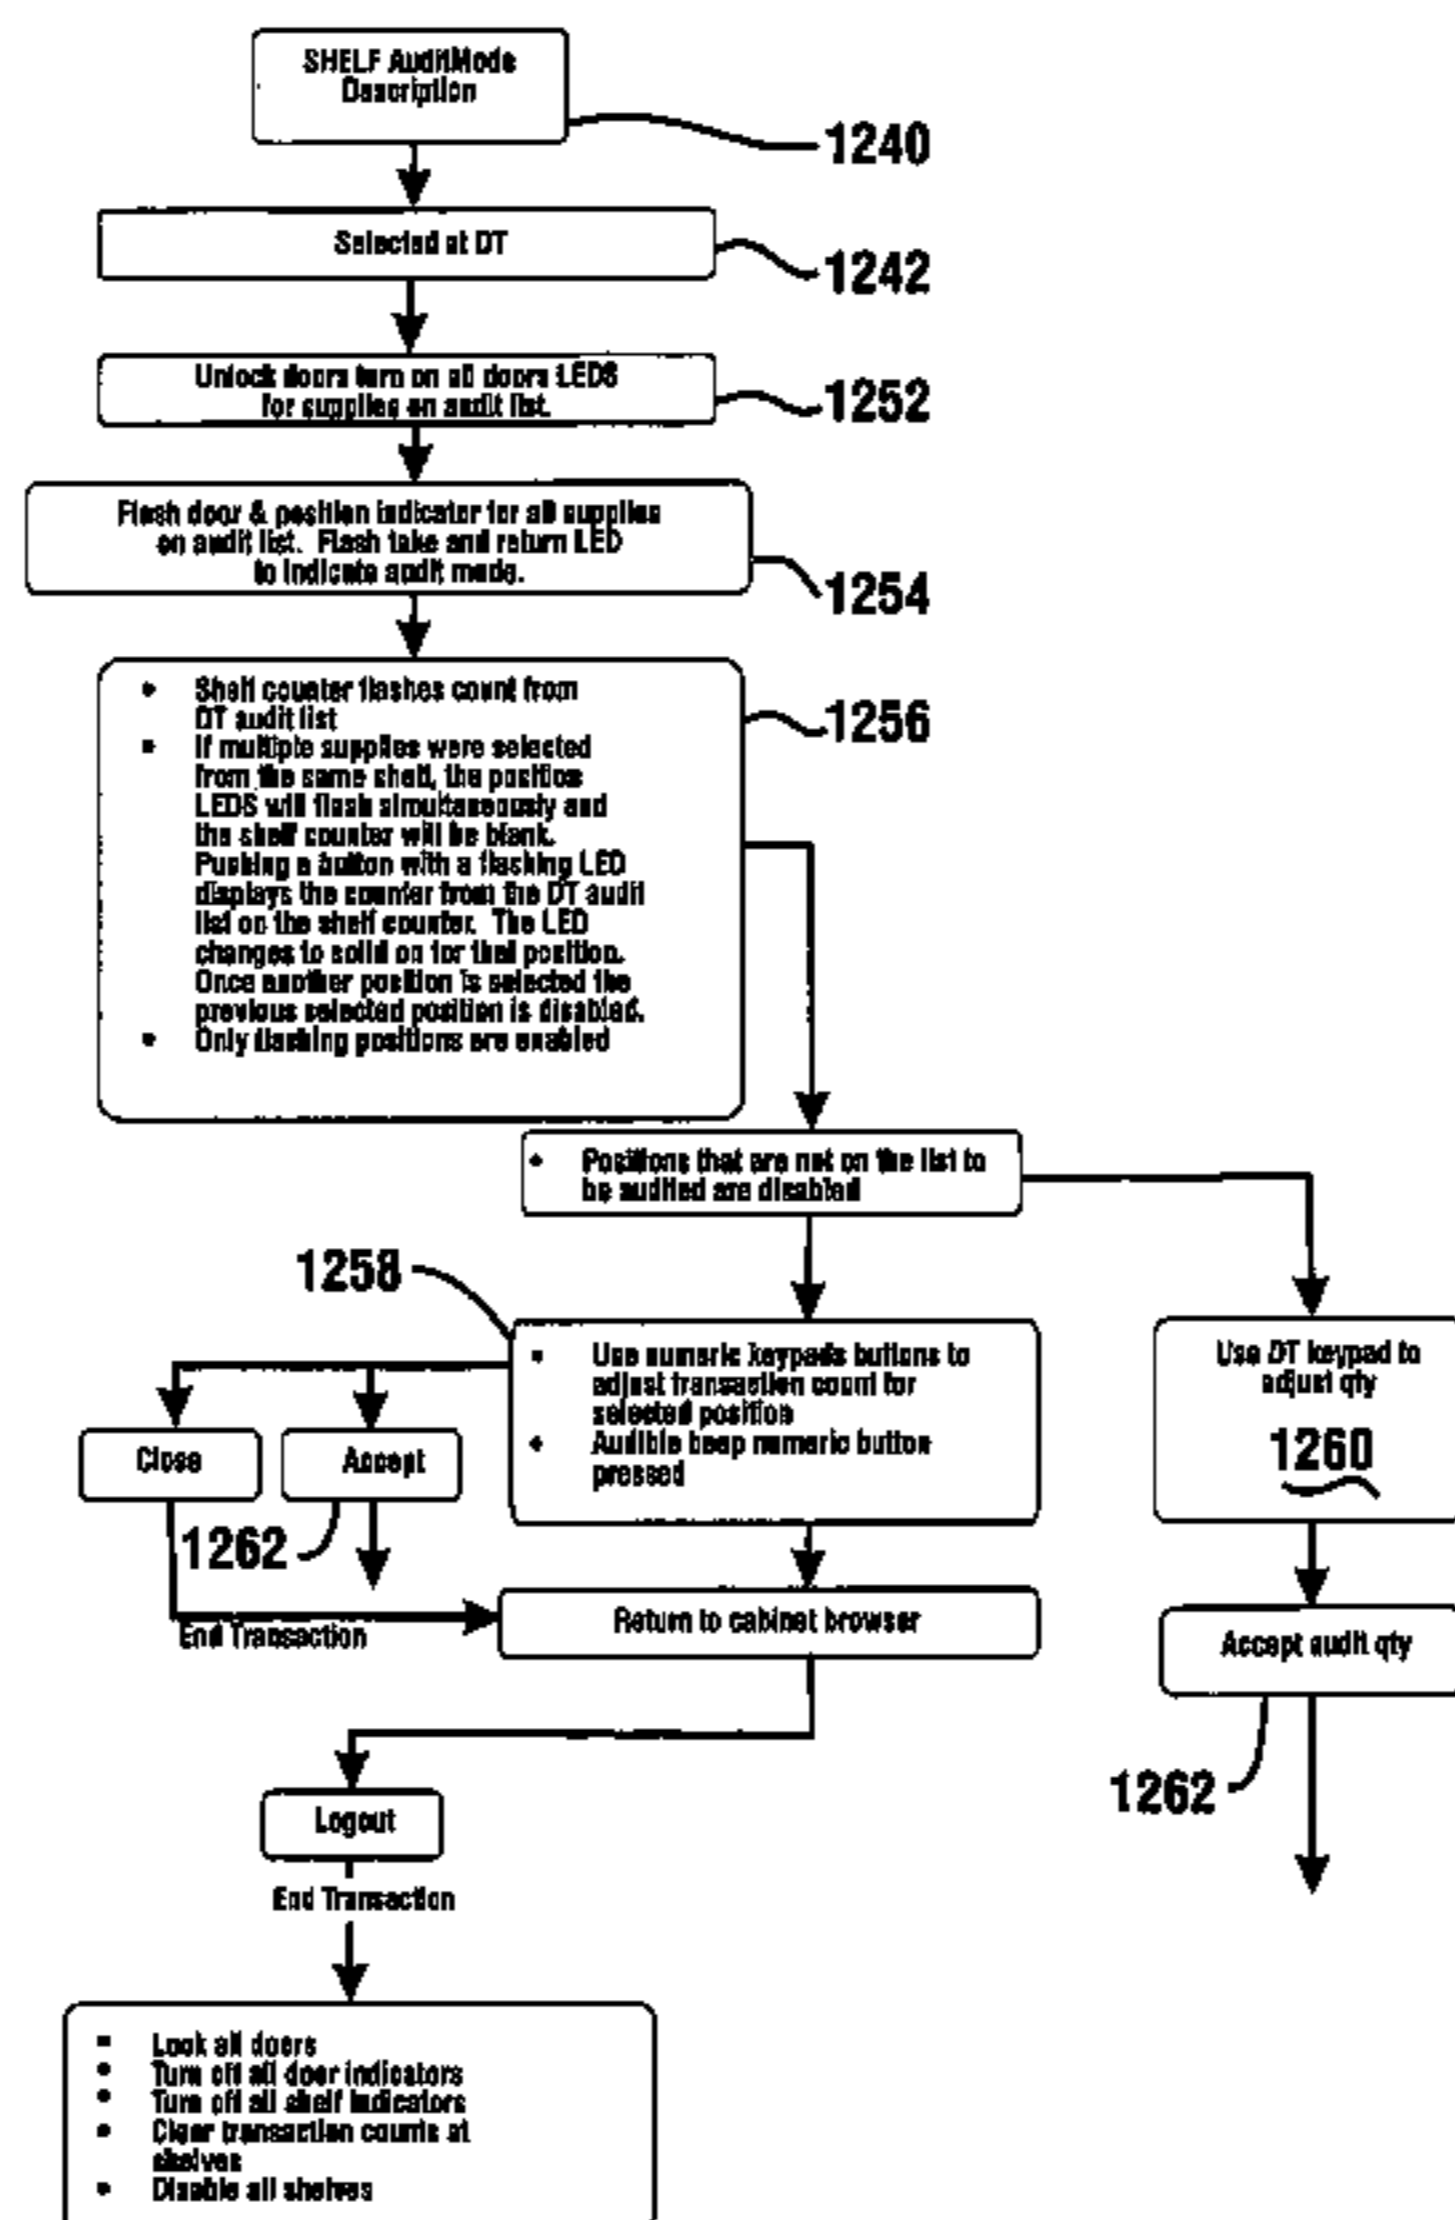 SHELF AuditMode
Description
1240
Selected at DT
1242
Unlock doors turn on all doors LEDS
for supplies on audit list.
1252
Flash door & position indicator for all supplies
on audit list. Flash take and return LED
to indicate audit mode.
1254
• Shelf counter flashes count from
DT audit list
• If multiple supplies were selected
from the same shelf, the position
LEDS will flash simultaneously and
the shelf counter will be blank.
Pushing a button with a flashing LED
displays the counter from the DT audit
list on the shelf counter. The LED
changes to solid on for that position.
Once another position is selected the
previous selected position is disabled.
• Only flashing positions are enabled
1256
• Positions that are not on the list to
be audited are disabled
1258
• Use numeric keypads buttons to
adjust transaction count for
selected position
• Audible beep numeric button
pressed
Use DT keypad to
adjust qty
1260
Close
Accept
1262
End Transaction
Return to cabinet browser
Accept audit qty
1262
Logout
End Transaction
• Lock all doors
• Turn off all door indicators
• Turn off all shelf indicators
• Clear transaction counts at
shelves
• Disable all shelves